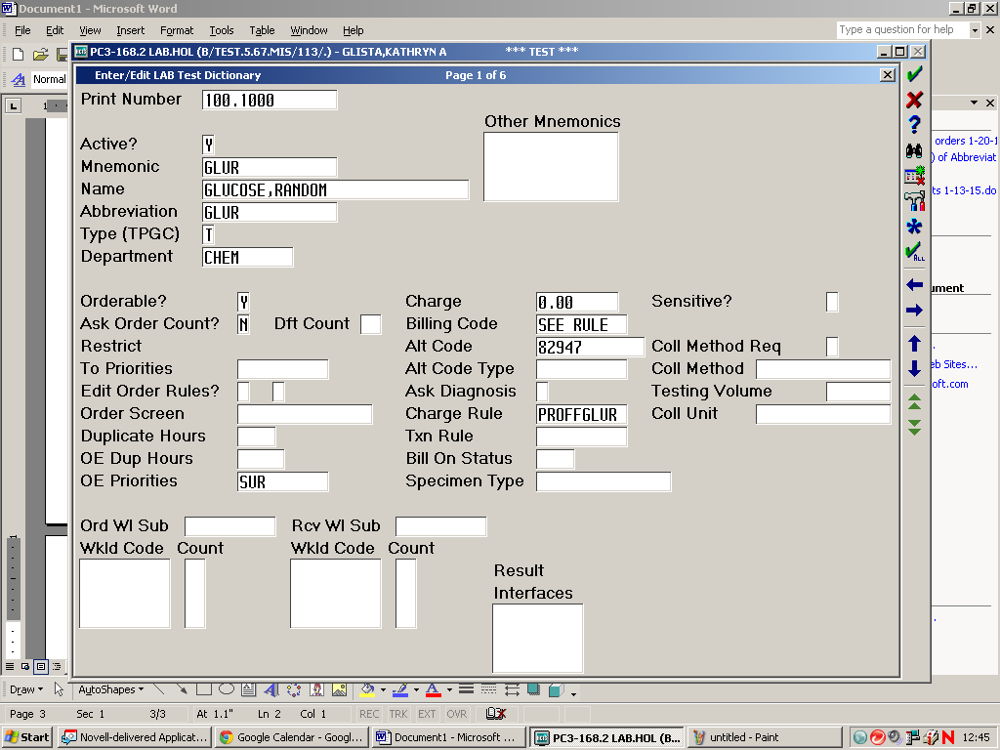 Document1 - Microsoft Word
File Edit View Insert Format Tools Table Window Help
Type a question for help
Normal
PC3-168.2 LAB.HOL (B/TEST.5.67.MIS/113/.) - GLISTA,KATHRYN A *** TEST ***
Enter/Edit LAB Test Dictionary Page 1 of 6
Print Number 100.1000
Other Mnemonics
Active? Y
Mnemonic GLUR
Name GLUCOSE,RANDOM
Abbreviation GLUR
Type (TPGC) T
Department CHEM
Orderable? Y Charge 0.00 Sensitive?
Ask Order Count? N Dft Count Billing Code SEE RULE
Restrict Alt Code 82947 Coll Method Req
To Priorities Alt Code Type Coll Method
Edit Order Rules? Ask Diagnosis Testing Volume
Order Screen Charge Rule PROFFGLUR Coll Unit
Duplicate Hours Txn Rule
OE Dup Hours Bill On Status
OE Priorities SUR Specimen Type
Ord Wl Sub Rcv Wl Sub
Wkld Code Count Wkld Code Count
Result
Interfaces
ALL
orders 1-20-1
) of Abbreviat
ts 1-13-15.do
ument
eb Sites...
soft.com
Draw AutoShapes
Page 3 Sec 1 3/3 At 1.1" Ln 2 Col 1 REC TRK EXT OVR
Start Novell-delivered Applicat... Google Calendar - Googl... Document1 - Microsoft ... PC3-168.2 LAB.HOL (B... untitled - Paint 12:45